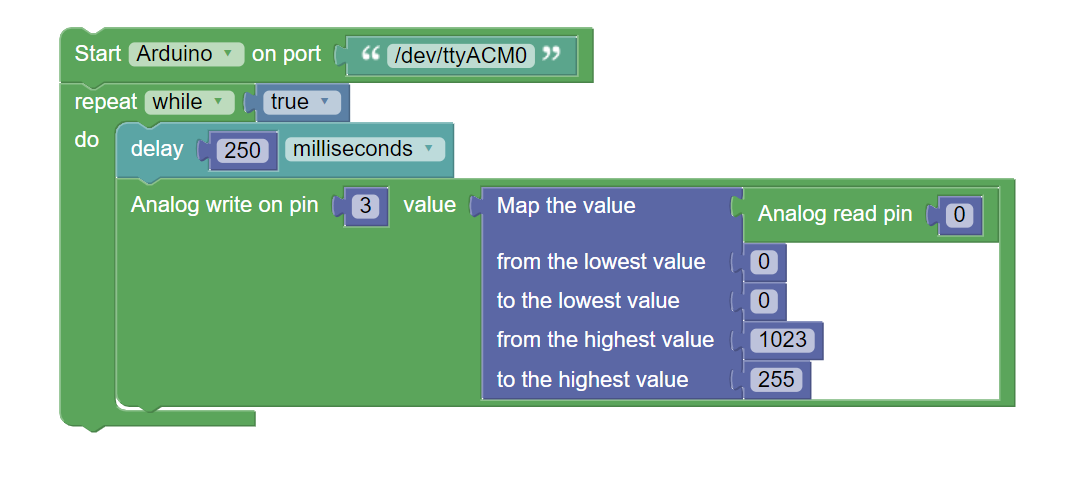 Start Arduino on port “ /dev/ttyACM0 ”
repeat while true
do
delay 250 milliseconds
Analog write on pin 3 value Map the value Analog read pin 0
from the lowest value 0
to the lowest value 0
from the highest value 1023
to the highest value 255